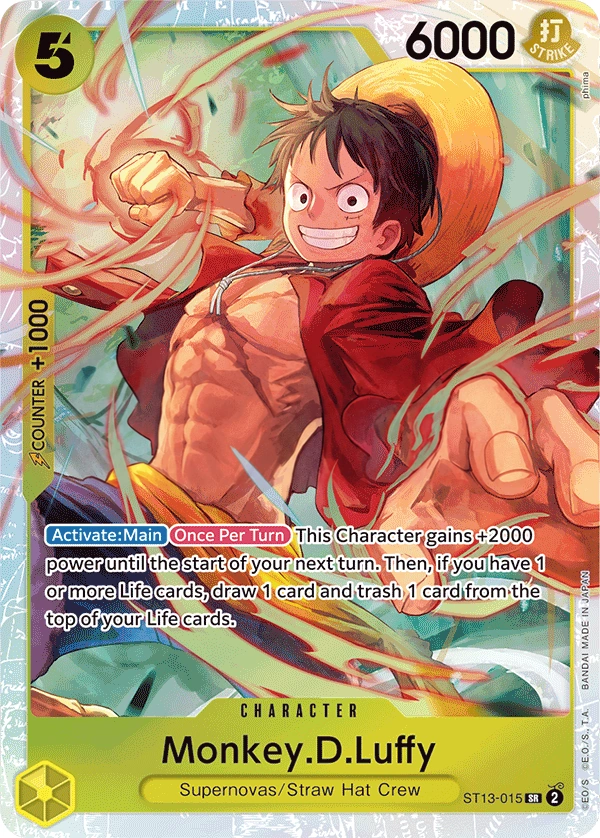 5
6000
打
STRIKE
phima
COUNTER +1000
Activate:Main Once Per Turn This Character gains +2000
power until the start of your next turn. Then, if you have 1
or more Life cards, draw 1 card and trash 1 card from the
top of your Life cards.
CHARACTER
Monkey.D.Luffy
Supernovas/Straw Hat Crew
ST13-015 SR 2
©E.O/S ©E.O./S., T.A. BANDAI MADE IN JAPAN